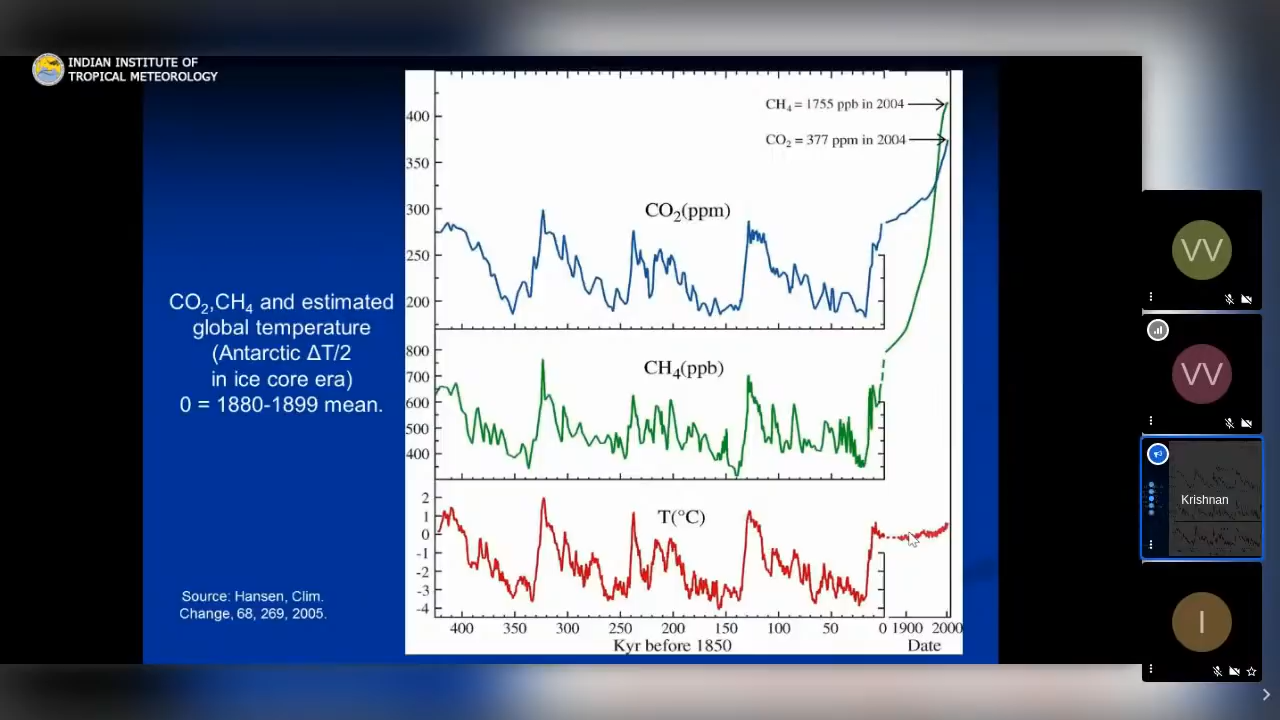 INDIAN INSTITUTE OF
TROPICAL METEOROLOGY
CO₂,CH₄ and estimated
global temperature
(Antarctic ΔT/2
in ice core era)
0 = 1880-1899 mean.
Source: Hansen, Clim.
Change, 68, 269, 2005.
CH₄ = 1755 ppb in 2004
CO₂ = 377 ppm in 2004
CO₂(ppm)
400
350
300
250
200
CH₄(ppb)
800
700
600
500
400
T(°C)
2
1
0
-1
-2
-3
-4
400 350 300 250 200 150 100 50 0 1900 2000
Kyr before 1850 Date
VV
VV
Krishnan
I